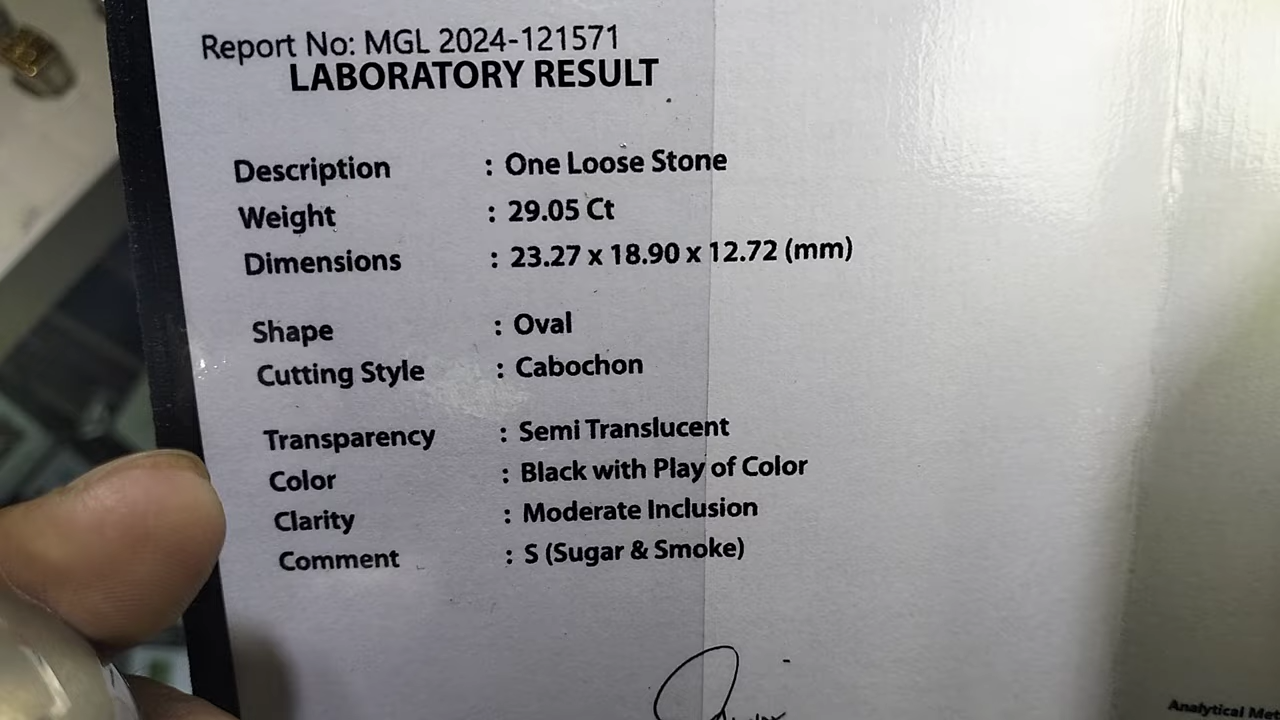 Report No: MGL 2024-121571
LABORATORY RESULT
Description : One Loose Stone
Weight : 29.05 Ct
Dimensions : 23.27 x 18.90 x 12.72 (mm)
Shape : Oval
Cutting Style : Cabochon
Transparency : Semi Translucent
Color : Black with Play of Color
Clarity : Moderate Inclusion
Comment : S (Sugar & Smoke)
Analytical